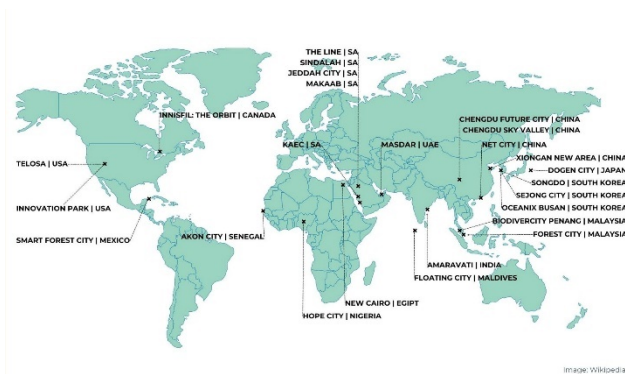 THE LINE | SA
SINDALAH | SA
JEDDAH CITY | SA
MAKAAB | SA
INNISFIL: THE ORBIT | CANADA
CHENGDU FUTURE CITY | CHINA
CHENGDU SKY VALLEY | CHINA
KAEC | SA
MASDAR | UAE
NET CITY | CHINA
XIONGAN NEW AREA | CHINA
TELOSA | USA
DOGEN CITY | JAPAN
SONGDO | SOUTH KOREA
SEJONG CITY | SOUTH KOREA
INNOVATION PARK | USA
OCEANIX BUSAN | SOUTH KOREA
BIODIVERCITY PENANG | MALAYSIA
SMART FOREST CITY | MEXICO
AKON CITY | SENEGAL
FOREST CITY | MALAYSIA
AMARAVATI | INDIA
FLOATING CITY | MALDIVES
NEW CAIRO | EGIPT
HOPE CITY | NIGERIA
Image: Wikipedia